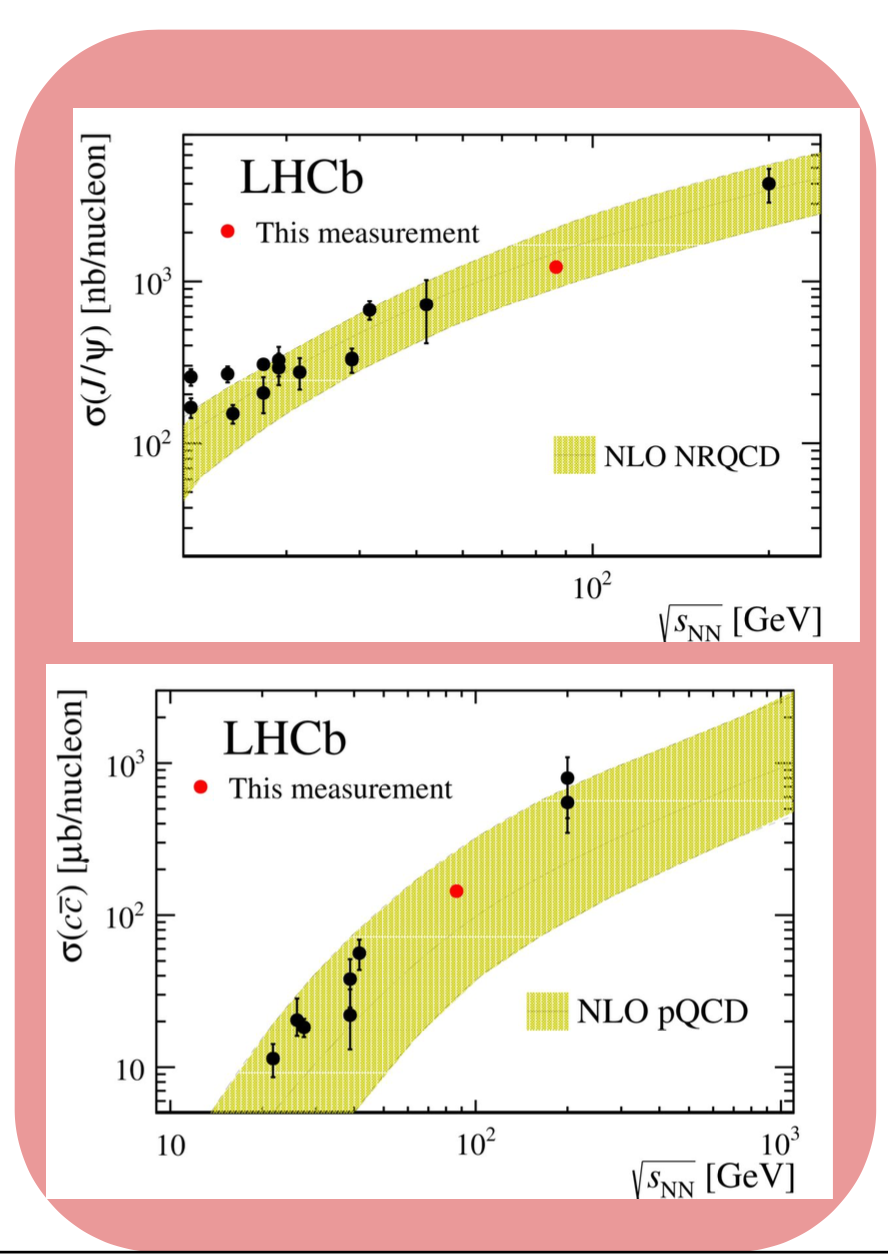 LHCb
This measurement
σ(J/ψ) [nb/nucleon]
10³
10²
NLO NRQCD
10²
√s_NN [GeV]
LHCb
This measurement
σ(cc̅) [μb/nucleon]
10³
10²
10
NLO pQCD
10 10² 10³
√s_NN [GeV]